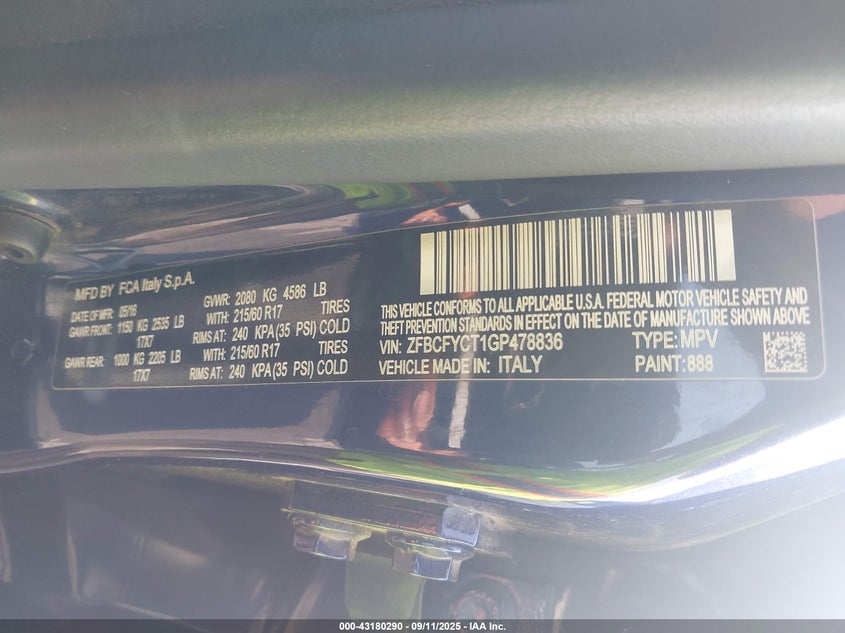 MFD BY FCA Italy S.p.A.
DATE OF MFR: 05/16 GVWR: 2080 KG 4586 LB
GAWR FRONT: 1150 KG 2535 LB WITH: 215/60 R17 TIRES
17X7 RIMS AT: 240 KPA(35 PSI) COLD
GAWR REAR: 1000 KG 2205 LB WITH: 215/60 R17 TIRES
17X7 RIMS AT: 240 KPA(35 PSI) COLD
THIS VEHICLE CONFORMS TO ALL APPLICABLE U.S.A. FEDERAL MOTOR VEHICLE SAFETY AND
THEFT PREVENTION STANDARDS IN EFFECT ON THE DATE OF MANUFACTURE SHOWN ABOVE
VIN: ZFBCFYCT1GP478836 TYPE: MPV
VEHICLE MADE IN: ITALY PAINT: 888
000-43180290 - 09/11/2025 - IAA Inc.